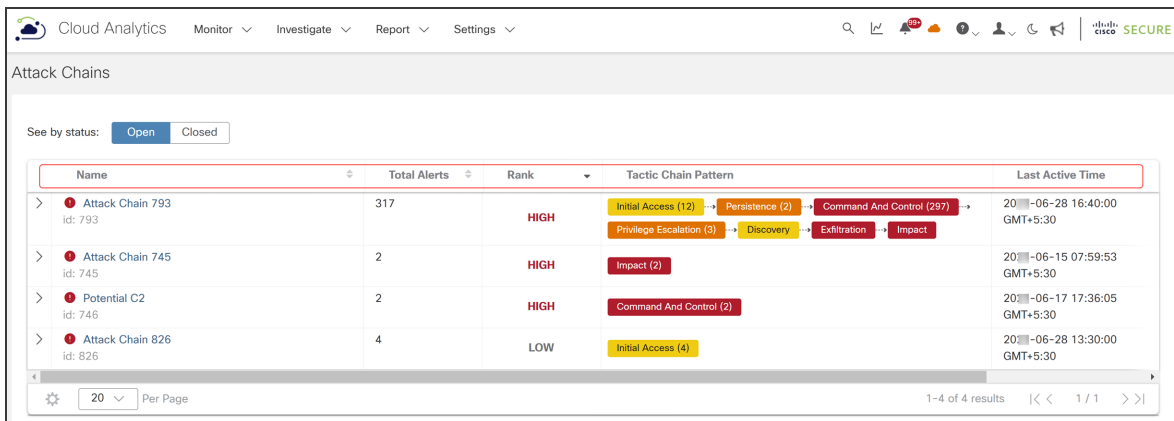 Cloud Analytics Monitor Investigate Report Settings 99+ ? cisco SECURE
Attack Chains
See by status: Open Closed
Name Total Alerts Rank Tactic Chain Pattern Last Active Time
Attack Chain 793 317 HIGH Initial Access (12) Persistence (2) Command And Control (297) 20 -06-28 16:40:00
id: 793 Privilege Escalation (3) Discovery Exfiltration Impact GMT+5:30
Attack Chain 745 2 HIGH Impact (2) 20 -06-15 07:59:53
id: 745 GMT+5:30
Potential C2 2 HIGH Command And Control (2) 20 -06-17 17:36:05
id: 746 GMT+5:30
Attack Chain 826 4 LOW Initial Access (4) 20 -06-28 13:30:00
id: 826 GMT+5:30
20 Per Page 1-4 of 4 results 1 / 1